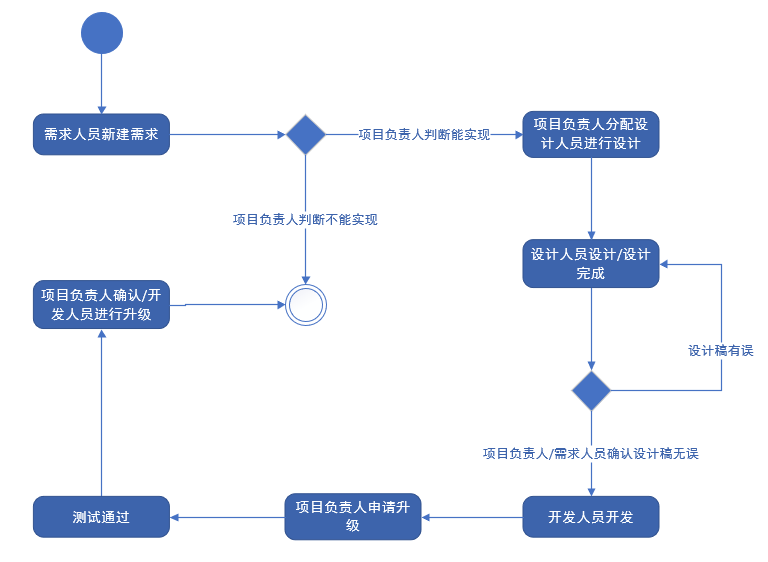 需求人员新建需求
项目负责人判断能实现
项目负责人分配设
计人员进行设计
项目负责人判断不能实现
设计人员设计/设计
完成
项目负责人确认/开
发人员进行升级
设计稿有误
项目负责人/需求人员确认设计稿无误
测试通过
项目负责人申请升
级
开发人员开发